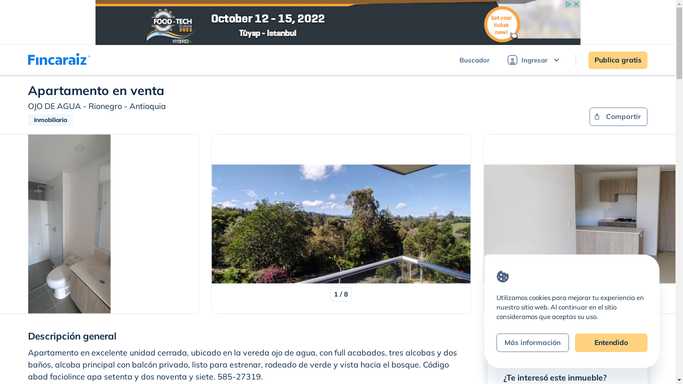 FOOD-TECH
October 12 - 15, 2022
Tüyap - Istanbul
Get your
ticket
now!
Fincaraiz
Buscador
Ingresar
Publica gratis
Apartamento en venta
OJO DE AGUA - Rionegro - Antioquia
Inmobiliaria
Compartir
1 / 8
Utilizamos cookies para mejorar tu experiencia en
nuestro sitio web. Al continuar en el sitio
consideramos que aceptas su uso.
Más información
Entendido
Descripción general
Apartamento en excelente unidad cerrada, ubicado en la vereda ojo de agua, con full acabados, tres alcobas y dos
baños, alcoba principal con balcón privado, listo para estrenar, rodeado de verde y vista hacia el bosque. Código
abad faciolince apa setenta y dos noventa y siete. 585-27319.
¿Te interesó este inmueble?